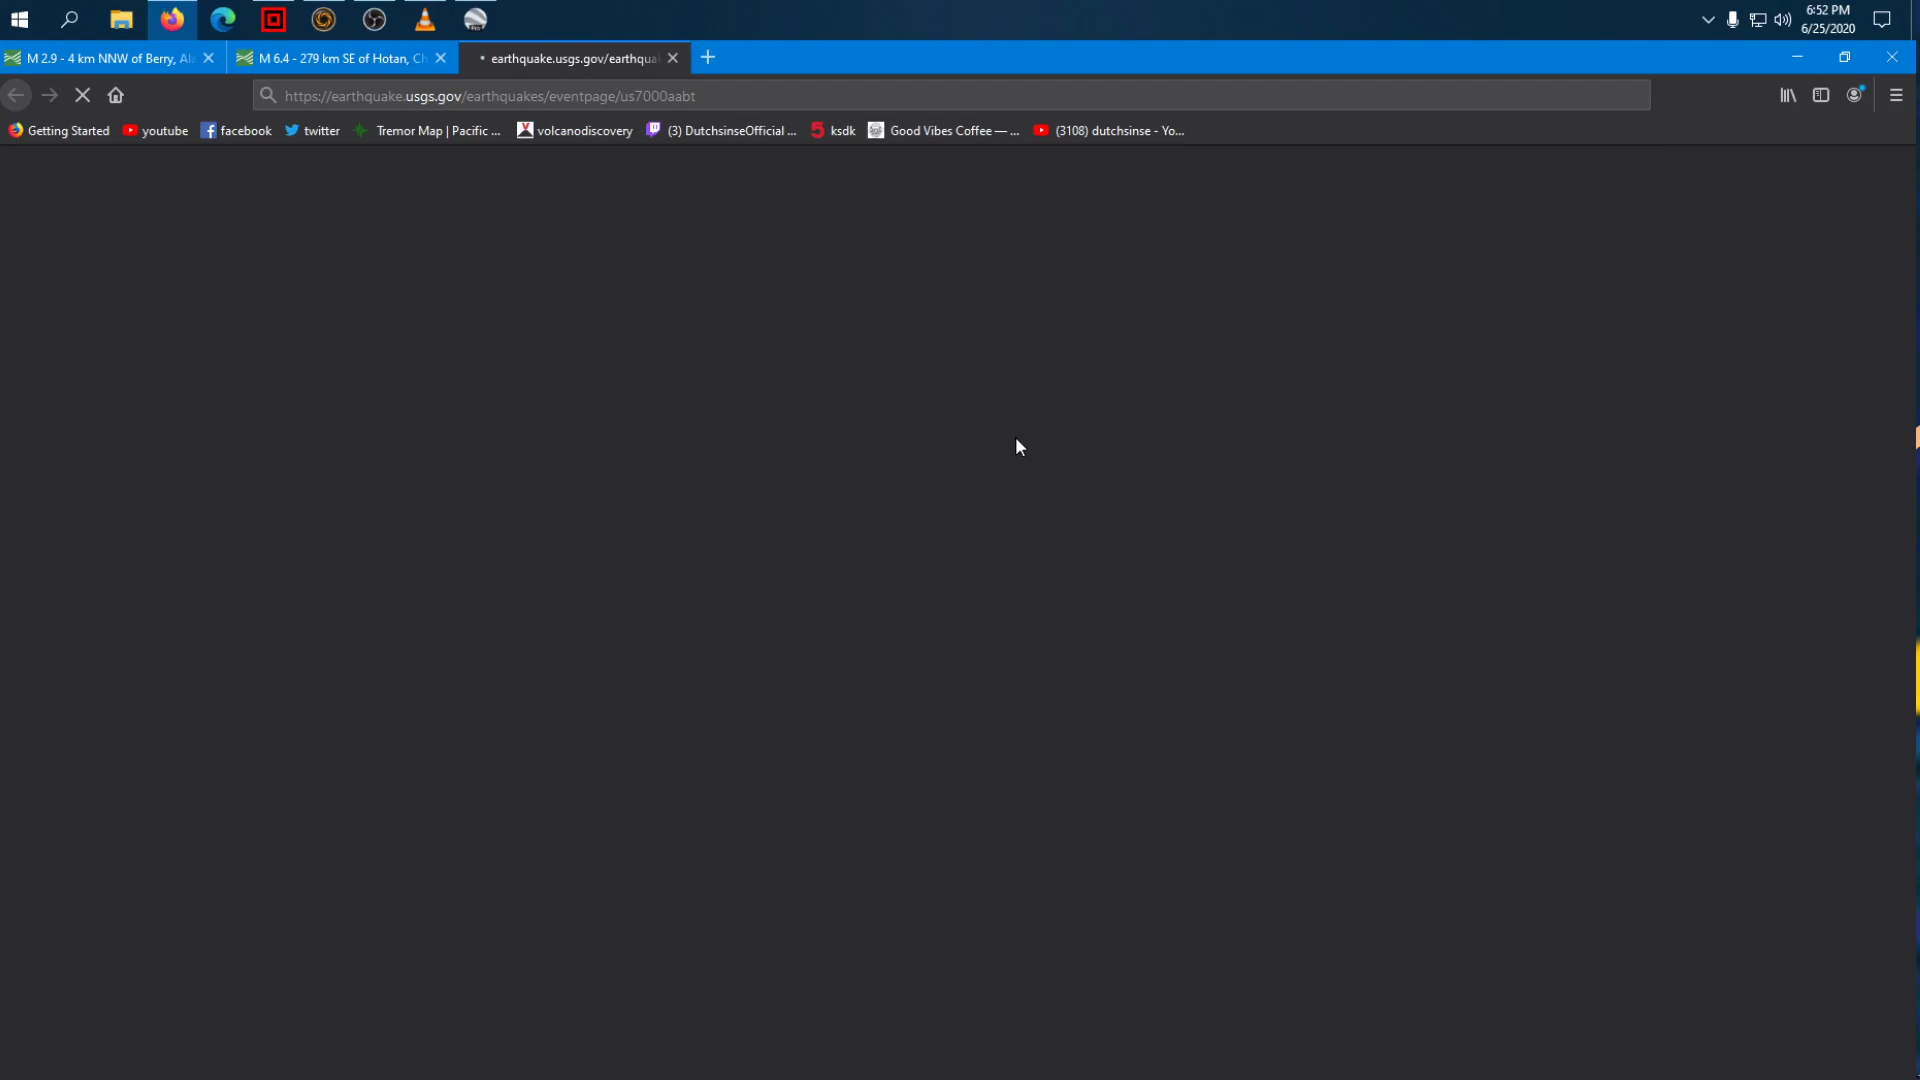 6:52 PM
6/25/2020
M 2.9 - 4 km NNW of Berry, Ala
M 6.4 - 279 km SE of Hotan, Ch
earthquake.usgs.gov/earthqua
https://earthquake.usgs.gov/earthquakes/eventpage/us7000aabt
Getting Started youtube facebook twitter Tremor Map | Pacific ... volcanodiscovery (3) DutchsinseOfficial ... 5 ksdk Good Vibes Coffee — ... (3108) dutchsinse - Yo...